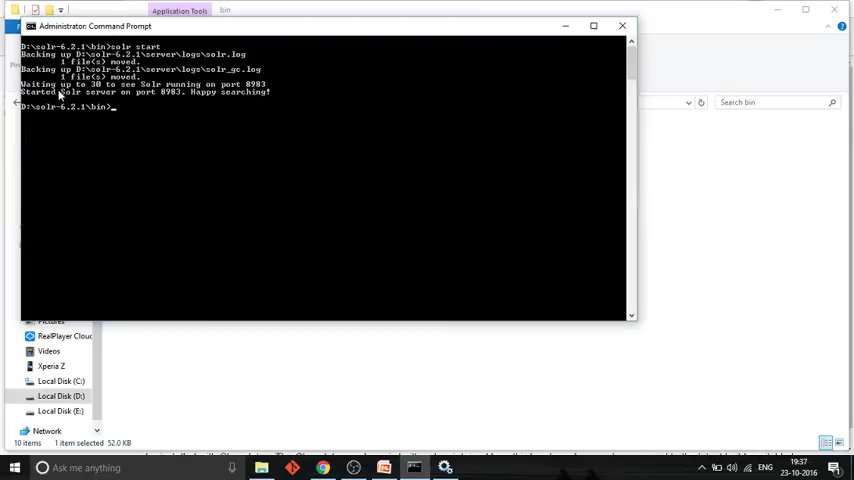 Application Tools
bin
Administrator: Command Prompt
D:\solr-6.2.1\bin>solr start
Backing up D:\solr-6.2.1\server\logs\solr.log
1 file(s) moved.
Backing up D:\solr-6.2.1\server\logs\solr_gc.log
1 file(s) moved.
Waiting up to 30 to see Solr running on port 8983
Started Solr server on port 8983. Happy searching!
D:\solr-6.2.1\bin>_
Search bin
Pictures
RealPlayer Cloud
Videos
Xperia Z
Local Disk (C:)
Local Disk (D:)
Local Disk (E:)
Network
10 items
1 item selected
52.0 KB
Ask me anything
ENG
19:37
23-10-2016